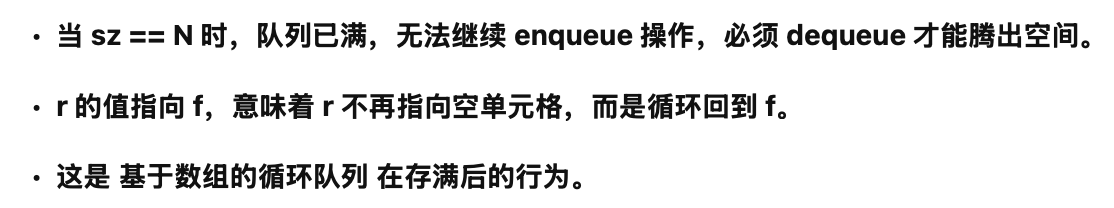 • 当 sz == N 时，队列已满，无法继续 enqueue 操作，必须 dequeue 才能腾出空间。
• r 的值指向 f，意味着 r 不再指向空单元格，而是循环回到 f。
• 这是 基于数组的循环队列 在存满后的行为。